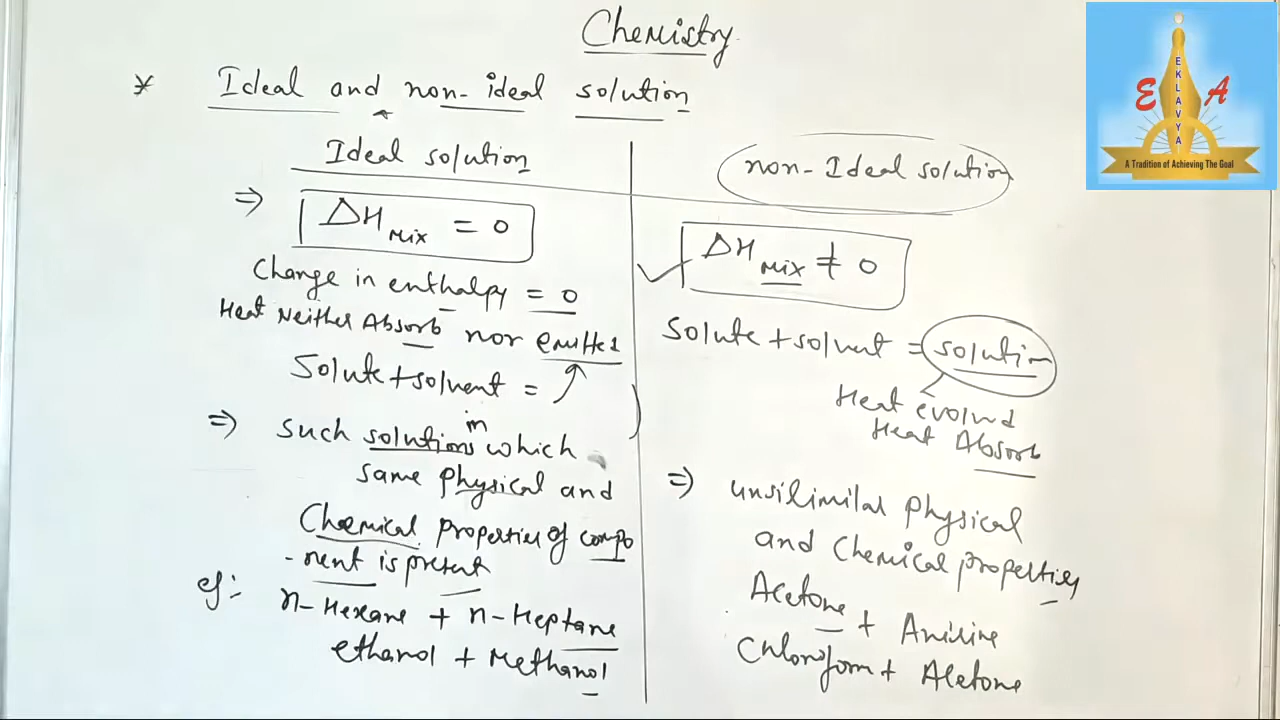 Chemistry
* Ideal and non-ideal solution
Ideal solution
⇒ ΔH mix = 0
Change in enthalpy = 0
Heat Neither Absorb nor emitted
Solute + solvent =
⇒ such solutions in which
same physical and
Chemical Properties of compo
-nent is present
eg:- n-Hexane + n-Heptane
ethanol + Methanol
non-Ideal solution
ΔH mix ≠ 0
Solute + solvent = solution
Heat evolved
Heat Absorb
⇒ unsilimilar physical
and Chemical properties
Acetone + Aniline
Chloroform + Acetone
E EKLAVYA A
A Tradition of Achieving The Goal